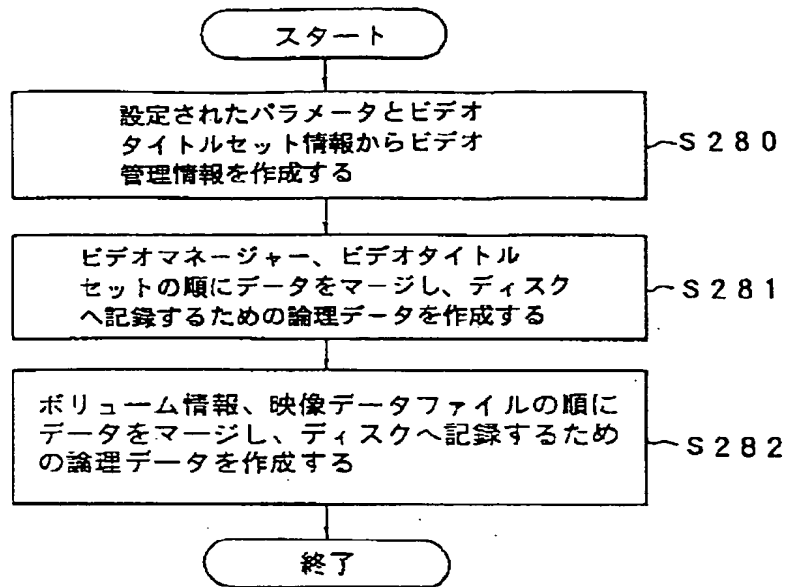 スタート
設定されたパラメータとビデオ
タイトルセット情報からビデオ
管理情報を作成する
S280
ビデオマネージャー、ビデオタイトル
セットの順にデータをマージし、ディスク
へ記録するための論理データを作成する
S281
ボリューム情報、映像データファイルの順に
データをマージし、ディスクへ記録するため
の論理データを作成する
S282
終了